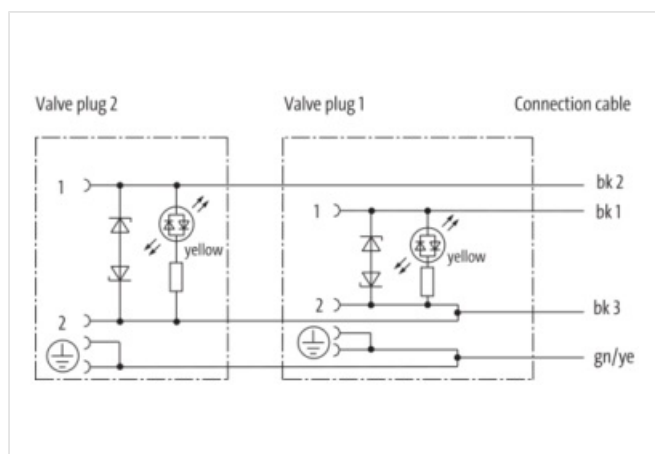 Valve plug 2 Valve plug 1 Connection cable
1 bk 2
1 bk 1
yellow yellow
2 bk 3
2
gn/ye